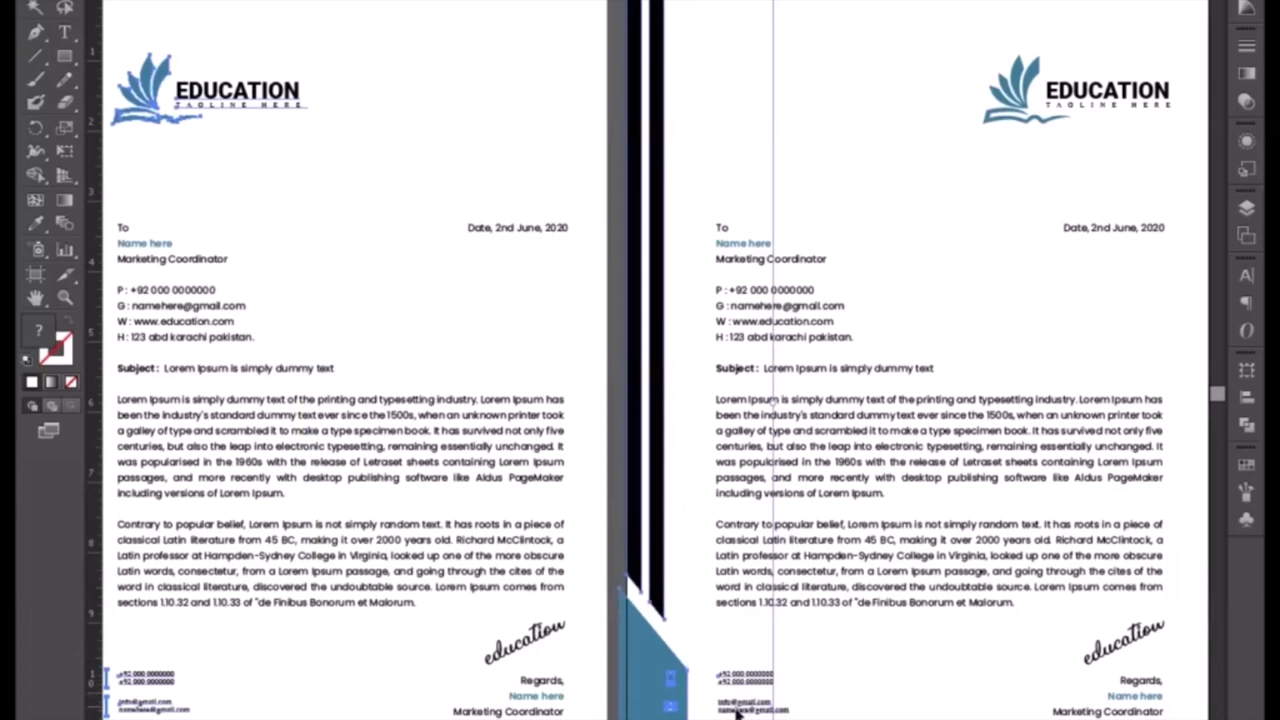 EDUCATION
TAGLINE HERE
To
Date, 2nd June, 2020
Name here
Marketing Coordinator
P : +92 000 0000000
G : namehere@gmail.com
W : www.education.com
H : 123 abd karachi pakistan.
Subject : Lorem Ipsum is simply dummy text
Lorem Ipsum is simply dummy text of the printing and typesetting industry. Lorem Ipsum has
been the industry's standard dummy text ever since the 1500s, when an unknown printer took
a galley of type and scrambled it to make a type specimen book. It has survived not only five
centuries, but also the leap into electronic typesetting, remaining essentially unchanged. It
was popularised in the 1960s with the release of Letraset sheets containing Lorem Ipsum
passages, and more recently with desktop publishing software like Aldus PageMaker
including versions of Lorem Ipsum.
Contrary to popular belief, Lorem Ipsum is not simply random text. It has roots in a piece of
classical Latin literature from 45 BC, making it over 2000 years old. Richard McClintock, a
Latin professor at Hampden-Sydney College in Virginia, looked up one of the more obscure
Latin words, consectetur, from a Lorem Ipsum passage, and going through the cites of the
word in classical literature, discovered the undoubtable source. Lorem Ipsum comes from
sections 1.10.32 and 1.10.33 of "de Finibus Bonorum et Malorum.
education
+92 000 0000000
+92 000 0000000
info@gmail.com
namehere@gmail.com
Regards,
Name here
Marketing Coordinator
EDUCATION
TAGLINE HERE
To
Date, 2nd June, 2020
Name here
Marketing Coordinator
P : +92 000 0000000
G : namehere@gmail.com
W : www.education.com
H : 123 abd karachi pakistan.
Subject : Lorem Ipsum is simply dummy text
Lorem Ipsum is simply dummy text of the printing and typesetting industry. Lorem Ipsum has
been the industry's standard dummy text ever since the 1500s, when an unknown printer took
a galley of type and scrambled it to make a type specimen book. It has survived not only five
centuries, but also the leap into electronic typesetting, remaining essentially unchanged. It
was popularised in the 1960s with the release of Letraset sheets containing Lorem Ipsum
passages, and more recently with desktop publishing software like Aldus PageMaker
including versions of Lorem Ipsum.
Contrary to popular belief, Lorem Ipsum is not simply random text. It has roots in a piece of
classical Latin literature from 45 BC, making it over 2000 years old. Richard McClintock, a
Latin professor at Hampden-Sydney College in Virginia, looked up one of the more obscure
Latin words, consectetur, from a Lorem Ipsum passage, and going through the cites of the
word in classical literature, discovered the undoubtable source. Lorem Ipsum comes from
sections 1.10.32 and 1.10.33 of "de Finibus Bonorum et Malorum.
education
+92 000 0000000
+92 000 0000000
info@gmail.com
Regards,
Name here
Marketing Coordinator